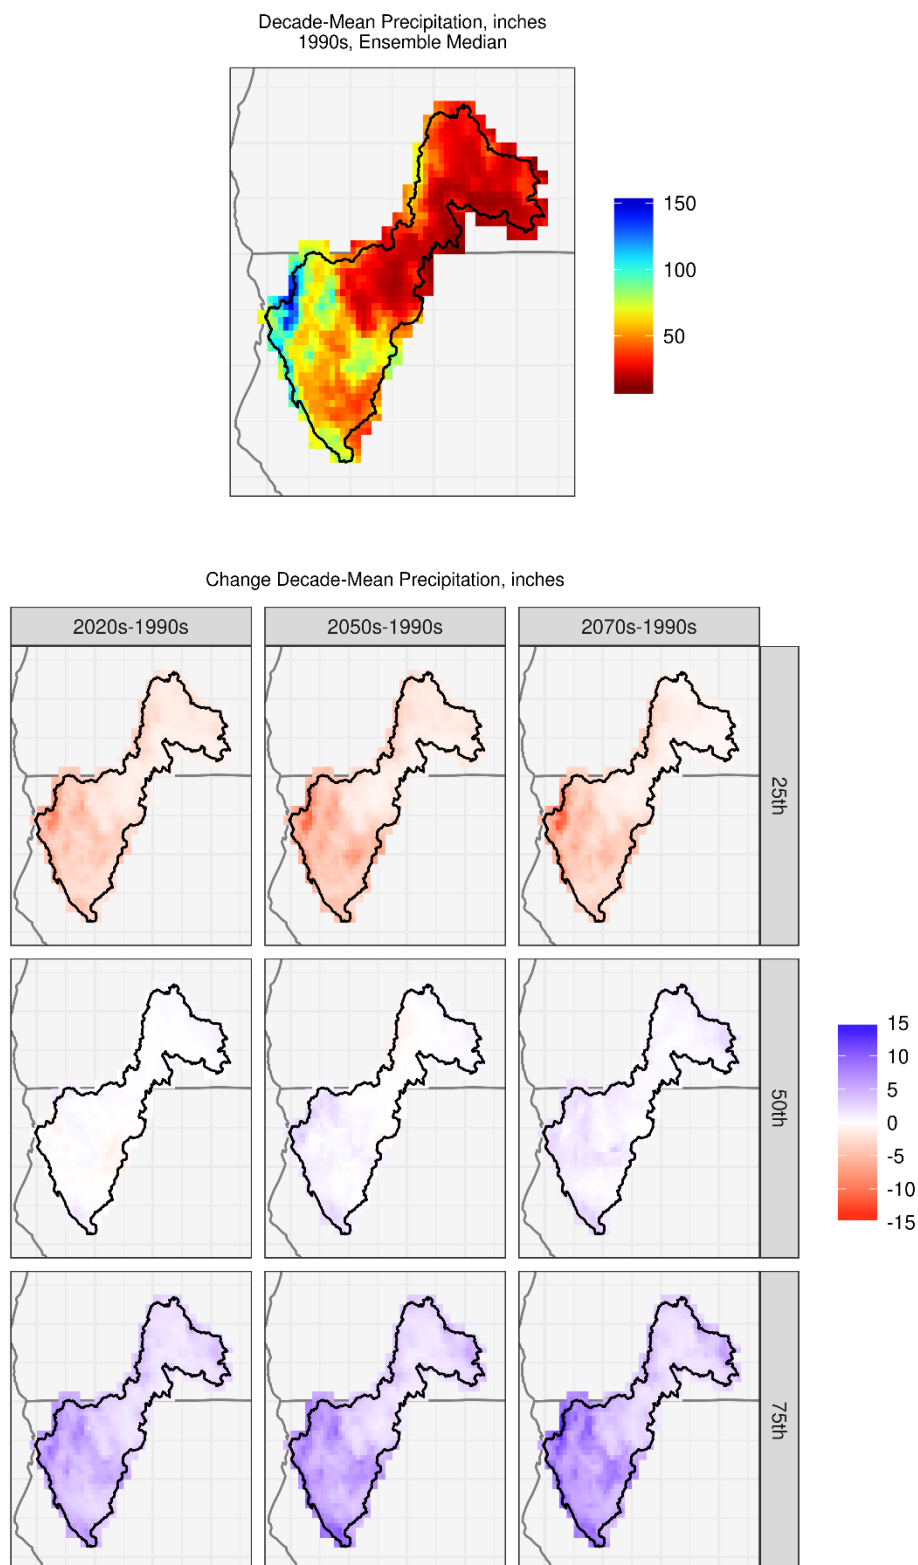 Decade-Mean Precipitation, inches
1990s, Ensemble Median
150
100
50
Change Decade-Mean Precipitation, inches
2020s-1990s
2050s-1990s
2070s-1990s
25th
50th
75th
15
10
5
0
-5
-10
-15